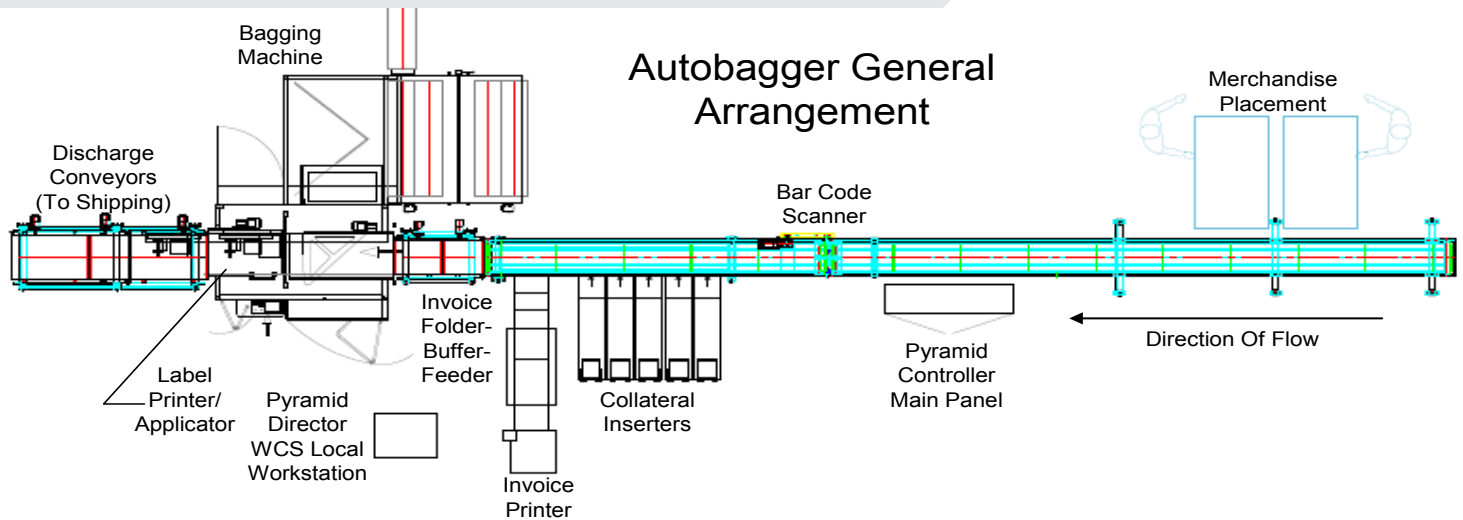 Bagging
Machine
Autobagger General
Arrangement
Merchandise
Placement
Discharge
Conveyors
(To Shipping)
Bar Code
Scanner
Invoice
Folder-
Buffer-
Feeder
Direction Of Flow
Pyramid
Controller
Main Panel
Label
Printer/
Applicator
Pyramid
Director
WCS Local
Workstation
Collateral
Inserters
Invoice
Printer